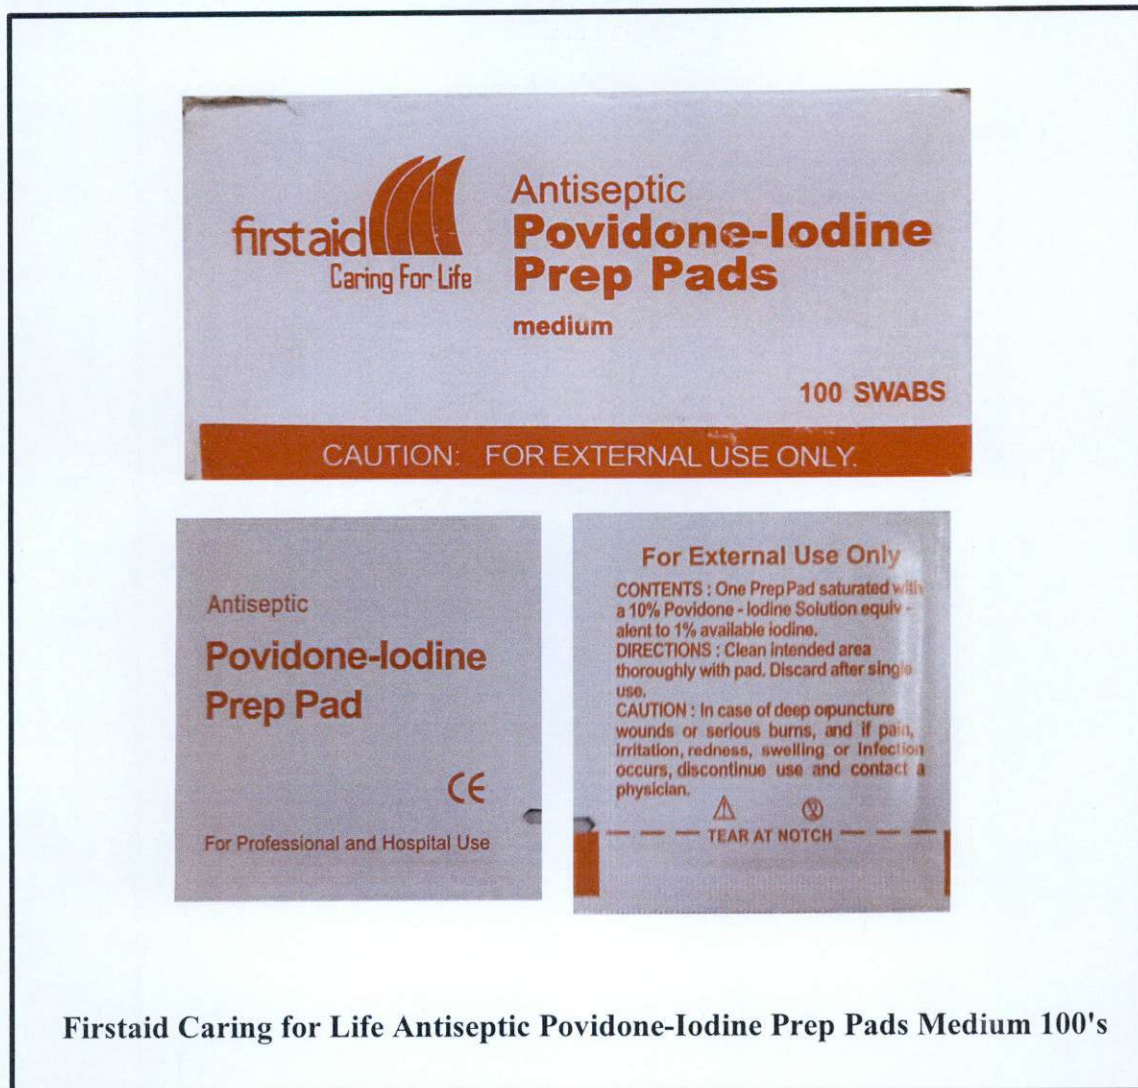 firstaid
Caring For Life
Antiseptic
Povidone-Iodine
Prep Pads
medium
100 SWABS
CAUTION: FOR EXTERNAL USE ONLY.
Antiseptic
Povidone-Iodine
Prep Pad
CE
For Professional and Hospital Use
For External Use Only
CONTENTS : One Prep Pad saturated with
a 10% Povidone - Iodine Solution equiv -
alent to 1% available iodine.
DIRECTIONS : Clean intended area
thoroughly with pad. Discard after single
use.
CAUTION : In case of deep opuncture
wounds or serious burns, and if pain,
irritation, redness, swelling or infection
occurs, discontinue use and contact a
physician.
TEAR AT NOTCH
Firstaid Caring for Life Antiseptic Povidone-Iodine Prep Pads Medium 100's